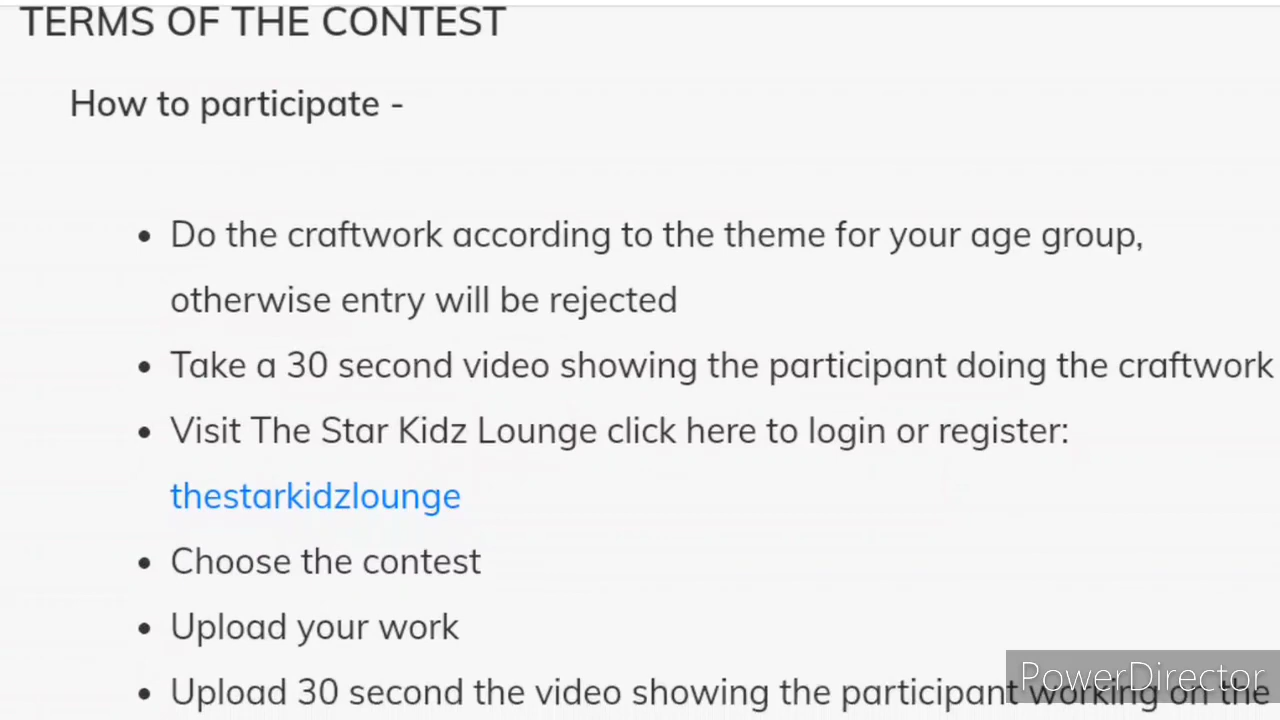 TERMS OF THE CONTEST
How to participate -
• Do the craftwork according to the theme for your age group,
otherwise entry will be rejected
• Take a 30 second video showing the participant doing the craftwork
• Visit The Star Kidz Lounge click here to login or register:
thestarkidzlounge
• Choose the contest
• Upload your work
• Upload 30 second the video showing the participant working on the
PowerDirector